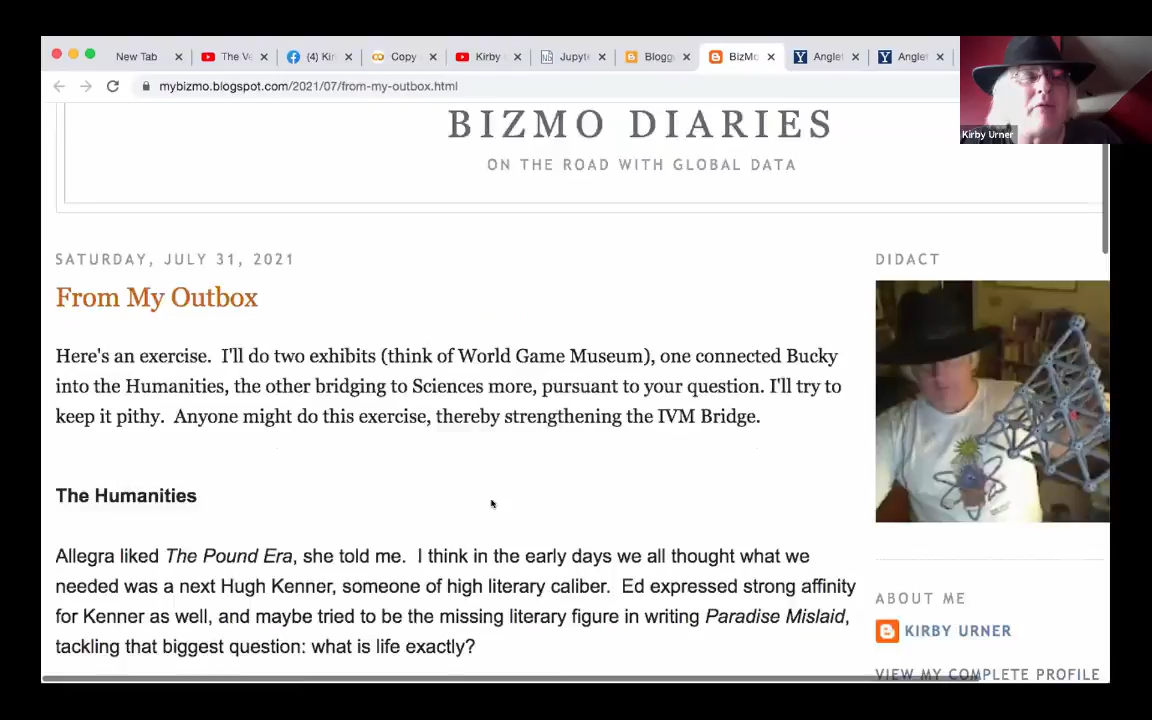 New Tab
The Ve
(4) Kir
Copy
Kirby
Jupyte
Blogg
BizMo
Anglet
Anglet
mybizmo.blogspot.com/2021/07/from-my-outbox.html
Kirby Urner
BIZMO DIARIES
ON THE ROAD WITH GLOBAL DATA
SATURDAY, JULY 31, 2021
From My Outbox
Here's an exercise. I'll do two exhibits (think of World Game Museum), one connected Bucky
into the Humanities, the other bridging to Sciences more, pursuant to your question. I'll try to
keep it pithy. Anyone might do this exercise, thereby strengthening the IVM Bridge.
The Humanities
Allegra liked The Pound Era, she told me. I think in the early days we all thought what we
needed was a next Hugh Kenner, someone of high literary caliber. Ed expressed strong affinity
for Kenner as well, and maybe tried to be the missing literary figure in writing Paradise Mislaid,
tackling that biggest question: what is life exactly?
DIDACT
ABOUT ME
KIRBY URNER
VIEW MY COMPLETE PROFILE